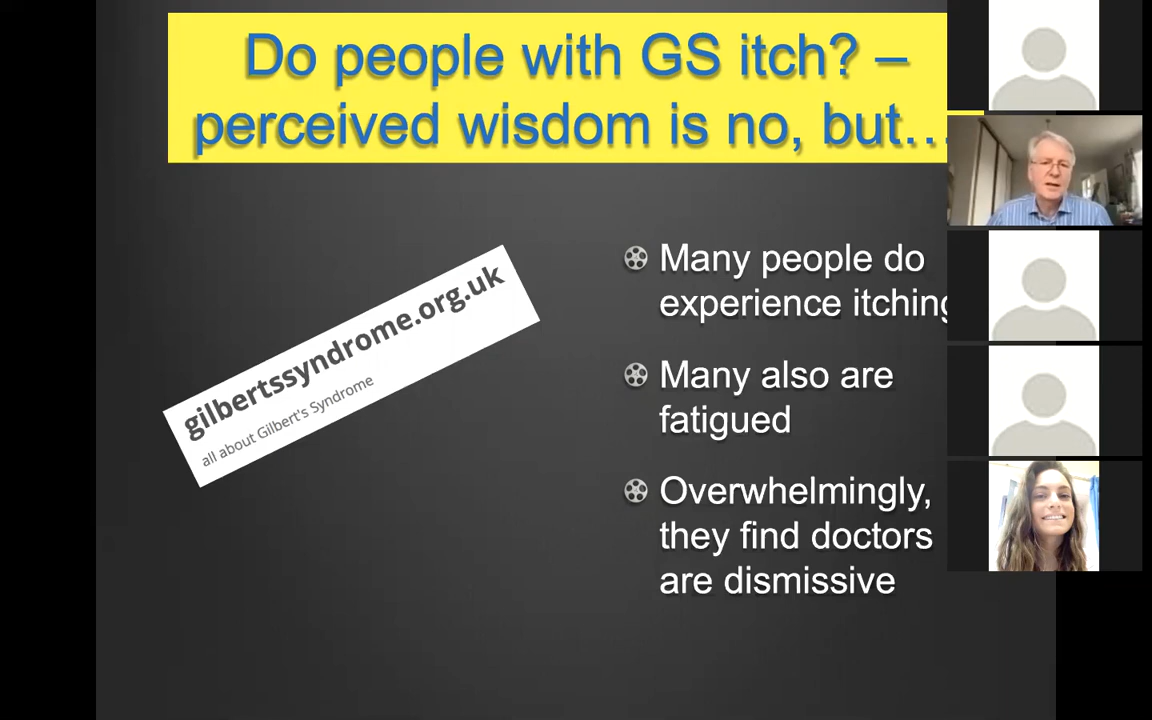 Do people with GS itch? –
perceived wisdom is no, but…
gilbertssyndrome.org.uk
all about Gilbert's Syndrome
Many people do
experience itching
Many also are
fatigued
Overwhelmingly,
they find doctors
are dismissive